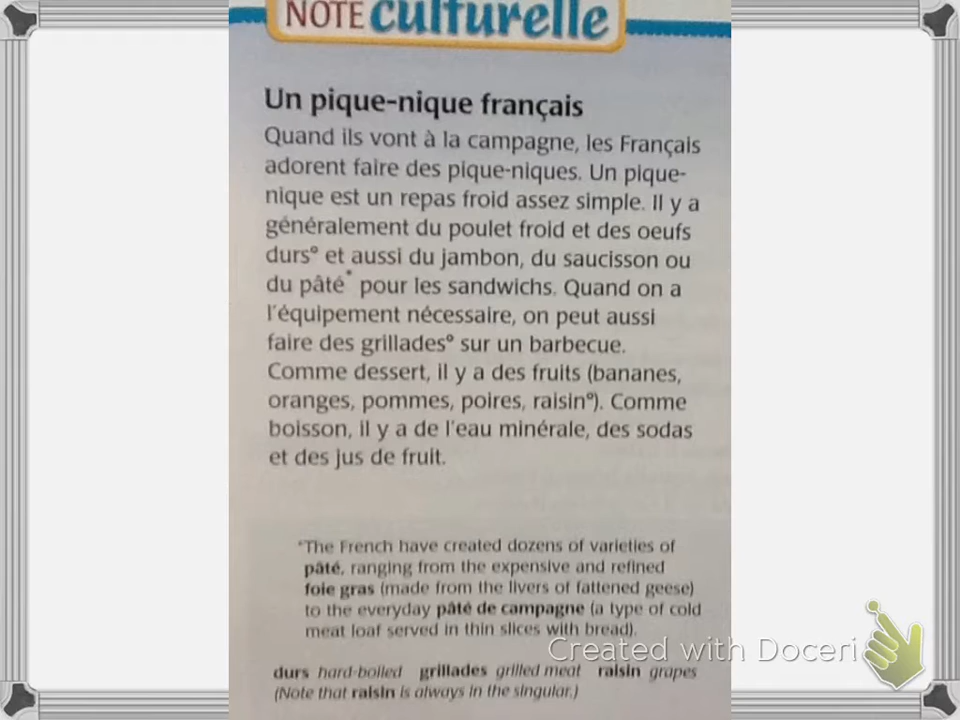 NOTE culturelle
Un pique-nique français
Quand ils vont à la campagne, les Français
adorent faire des pique-niques. Un pique-
nique est un repas froid assez simple. Il y a
généralement du poulet froid et des oeufs
durs° et aussi du jambon, du saucisson ou
du pâté* pour les sandwichs. Quand on a
l'équipement nécessaire, on peut aussi
faire des grillades° sur un barbecue.
Comme dessert, il y a des fruits (bananes,
oranges, pommes, poires, raisin°). Comme
boisson, il y a de l'eau minérale, des sodas
et des jus de fruit.
*The French have created dozens of varieties of
pâté, ranging from the expensive and refined
foie gras (made from the livers of fattened geese)
to the everyday pâté de campagne (a type of cold
meat loaf served in thin slices with bread).
Created with Doceri
durs hard-boiled grillades grilled meat raisin grapes
(Note that raisin is always in the singular.)